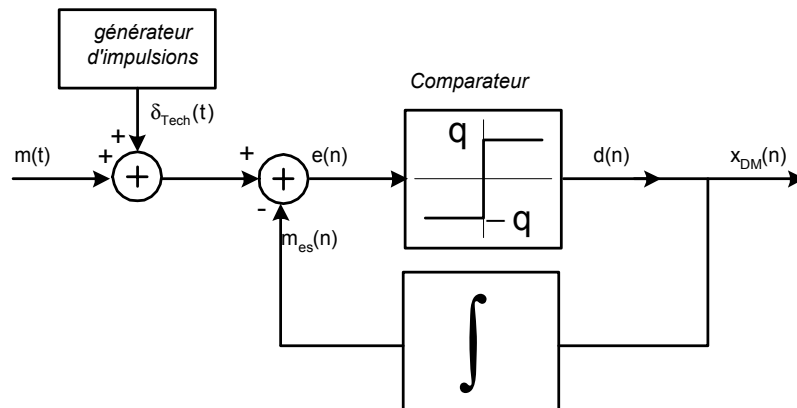 générateur
d'impulsions
δTech(t)
Comparateur
m(t)
+
+
+
+
+
-
e(n)
q
– q
d(n)
xDM(n)
mes(n)
∫